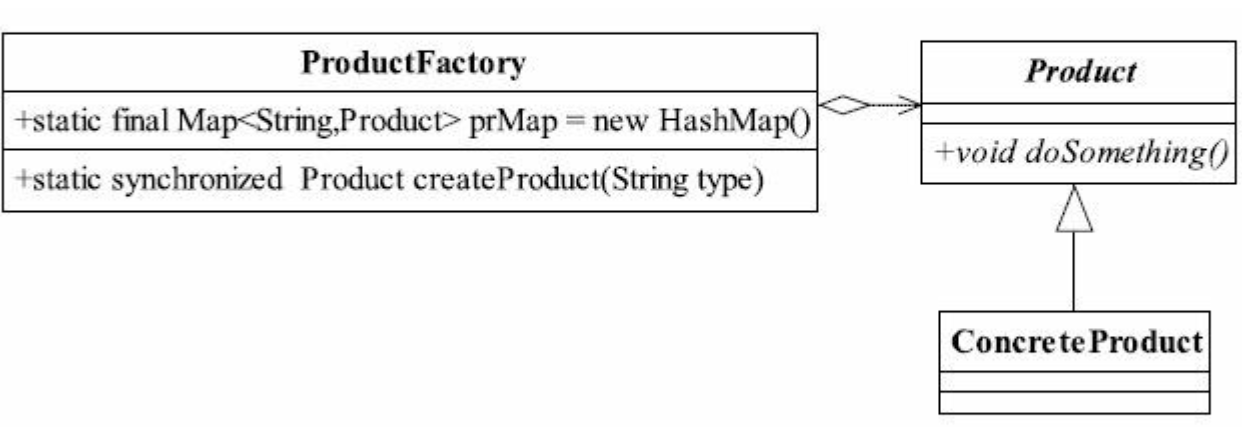 ProductFactory
+static final Map<String,Product> prMap = new HashMap()
+static synchronized Product createProduct(String type)
Product
+void doSomething()
ConcreteProduct